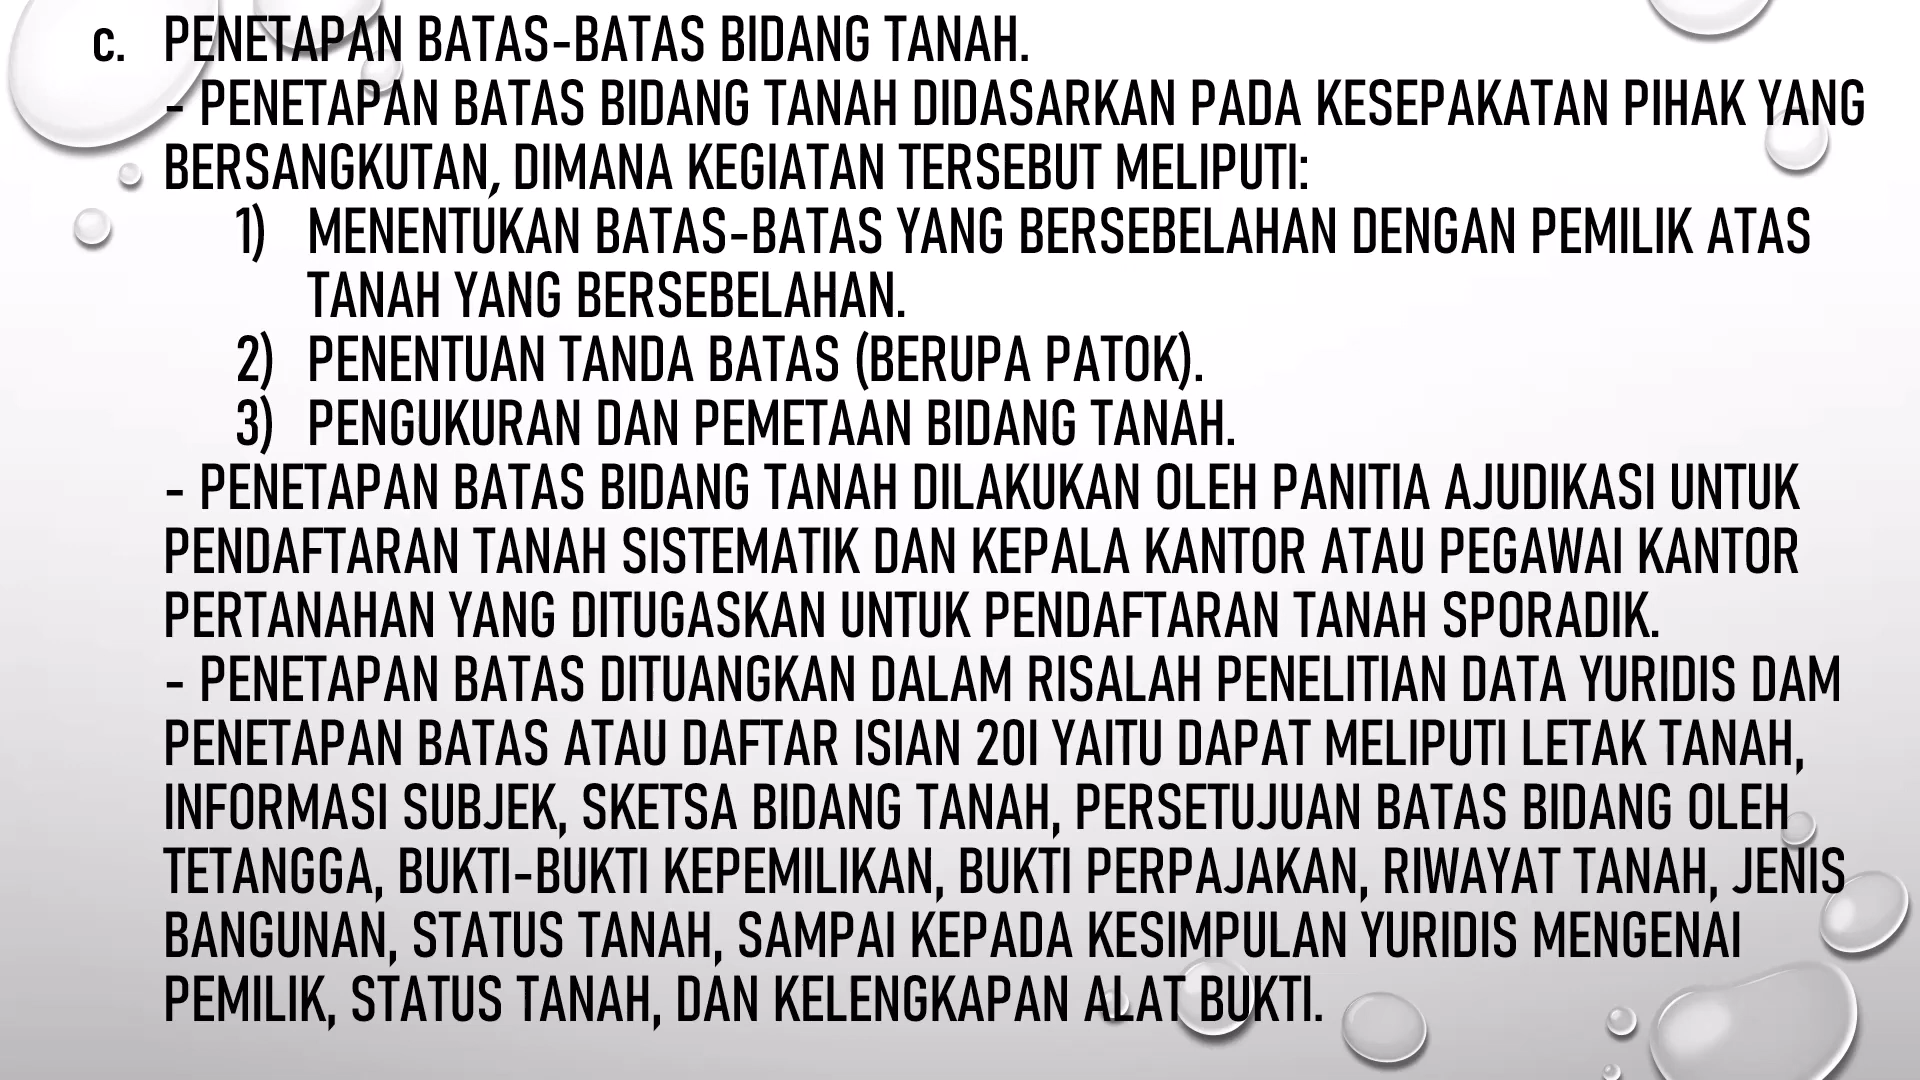 c. PENETAPAN BATAS-BATAS BIDANG TANAH.
- PENETAPAN BATAS BIDANG TANAH DIDASARKAN PADA KESEPAKATAN PIHAK YANG
BERSANGKUTAN, DIMANA KEGIATAN TERSEBUT MELIPUTI:
1) MENENTUKAN BATAS-BATAS YANG BERSEBELAHAN DENGAN PEMILIK ATAS
TANAH YANG BERSEBELAHAN.
2) PENENTUAN TANDA BATAS (BERUPA PATOK).
3) PENGUKURAN DAN PEMETAAN BIDANG TANAH.
- PENETAPAN BATAS BIDANG TANAH DILAKUKAN OLEH PANITIA AJUDIKASI UNTUK
PENDAFTARAN TANAH SISTEMATIK DAN KEPALA KANTOR ATAU PEGAWAI KANTOR
PERTANAHAN YANG DITUGASKAN UNTUK PENDAFTARAN TANAH SPORADIK.
- PENETAPAN BATAS DITUANGKAN DALAM RISALAH PENELITIAN DATA YURIDIS DAM
PENETAPAN BATAS ATAU DAFTAR ISIAN 20I YAITU DAPAT MELIPUTI LETAK TANAH,
INFORMASI SUBJEK, SKETSA BIDANG TANAH, PERSETUJUAN BATAS BIDANG OLEH
TETANGGA, BUKTI-BUKTI KEPEMILIKAN, BUKTI PERPAJAKAN, RIWAYAT TANAH, JENIS
BANGUNAN, STATUS TANAH, SAMPAI KEPADA KESIMPULAN YURIDIS MENGENAI
PEMILIK, STATUS TANAH, DAN KELENGKAPAN ALAT BUKTI.